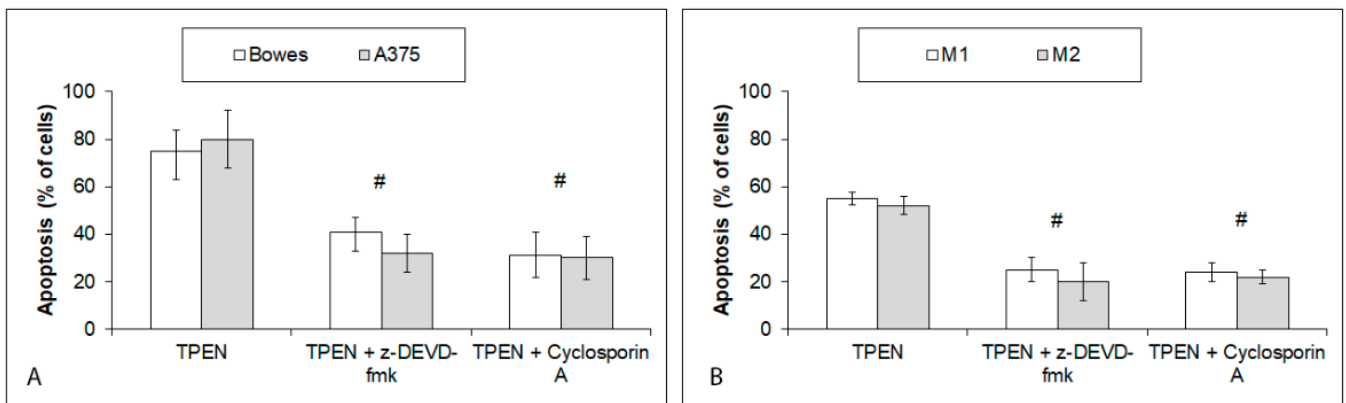 Bowes A375
Apoptosis (% of cells)
100
80
60
40
20
0
#
#
TPEN
TPEN + z-DEVD-
fmk
TPEN + Cyclosporin
A
A
M1 M2
Apoptosis (% of cells)
100
80
60
40
20
0
#
#
TPEN
TPEN + z-DEVD-
fmk
TPEN + Cyclosporin
A
B